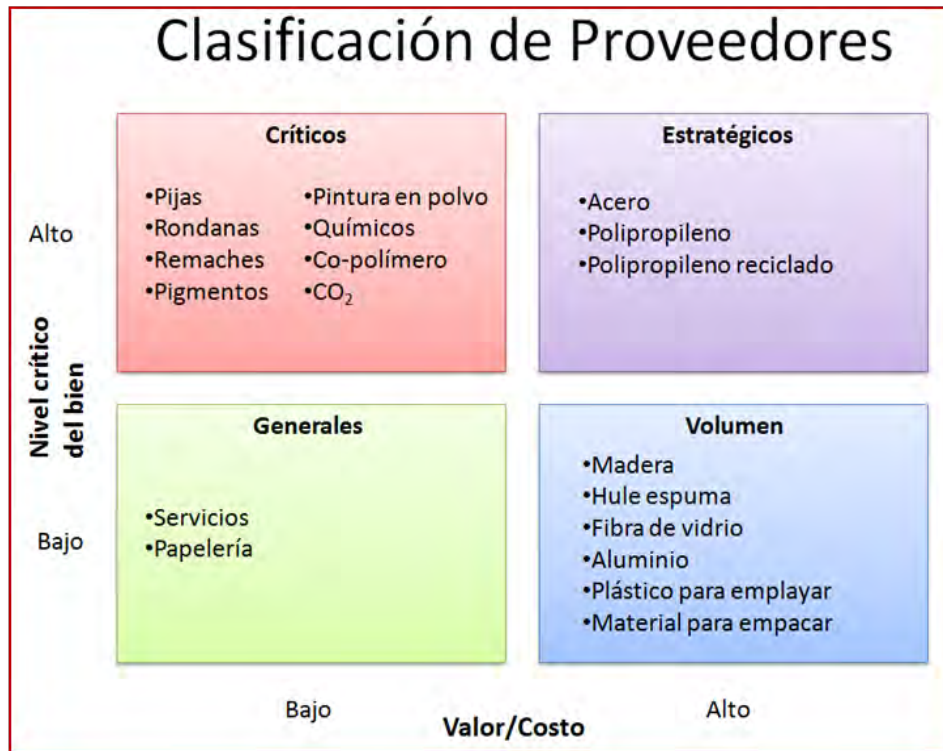 Clasificación de Proveedores
Críticos
•Pijas
•Rondanas
•Remaches
•Pigmentos
•Pintura en polvo
•Químicos
•Co-polímero
•CO₂
Estratégicos
•Acero
•Polipropileno
•Polipropileno reciclado
Alto
Nivel crítico
del bien
Bajo
Generales
•Servicios
•Papelería
Volumen
•Madera
•Hule espuma
•Fibra de vidrio
•Aluminio
•Plástico para emplayar
•Material para empacar
Bajo
Valor/Costo
Alto